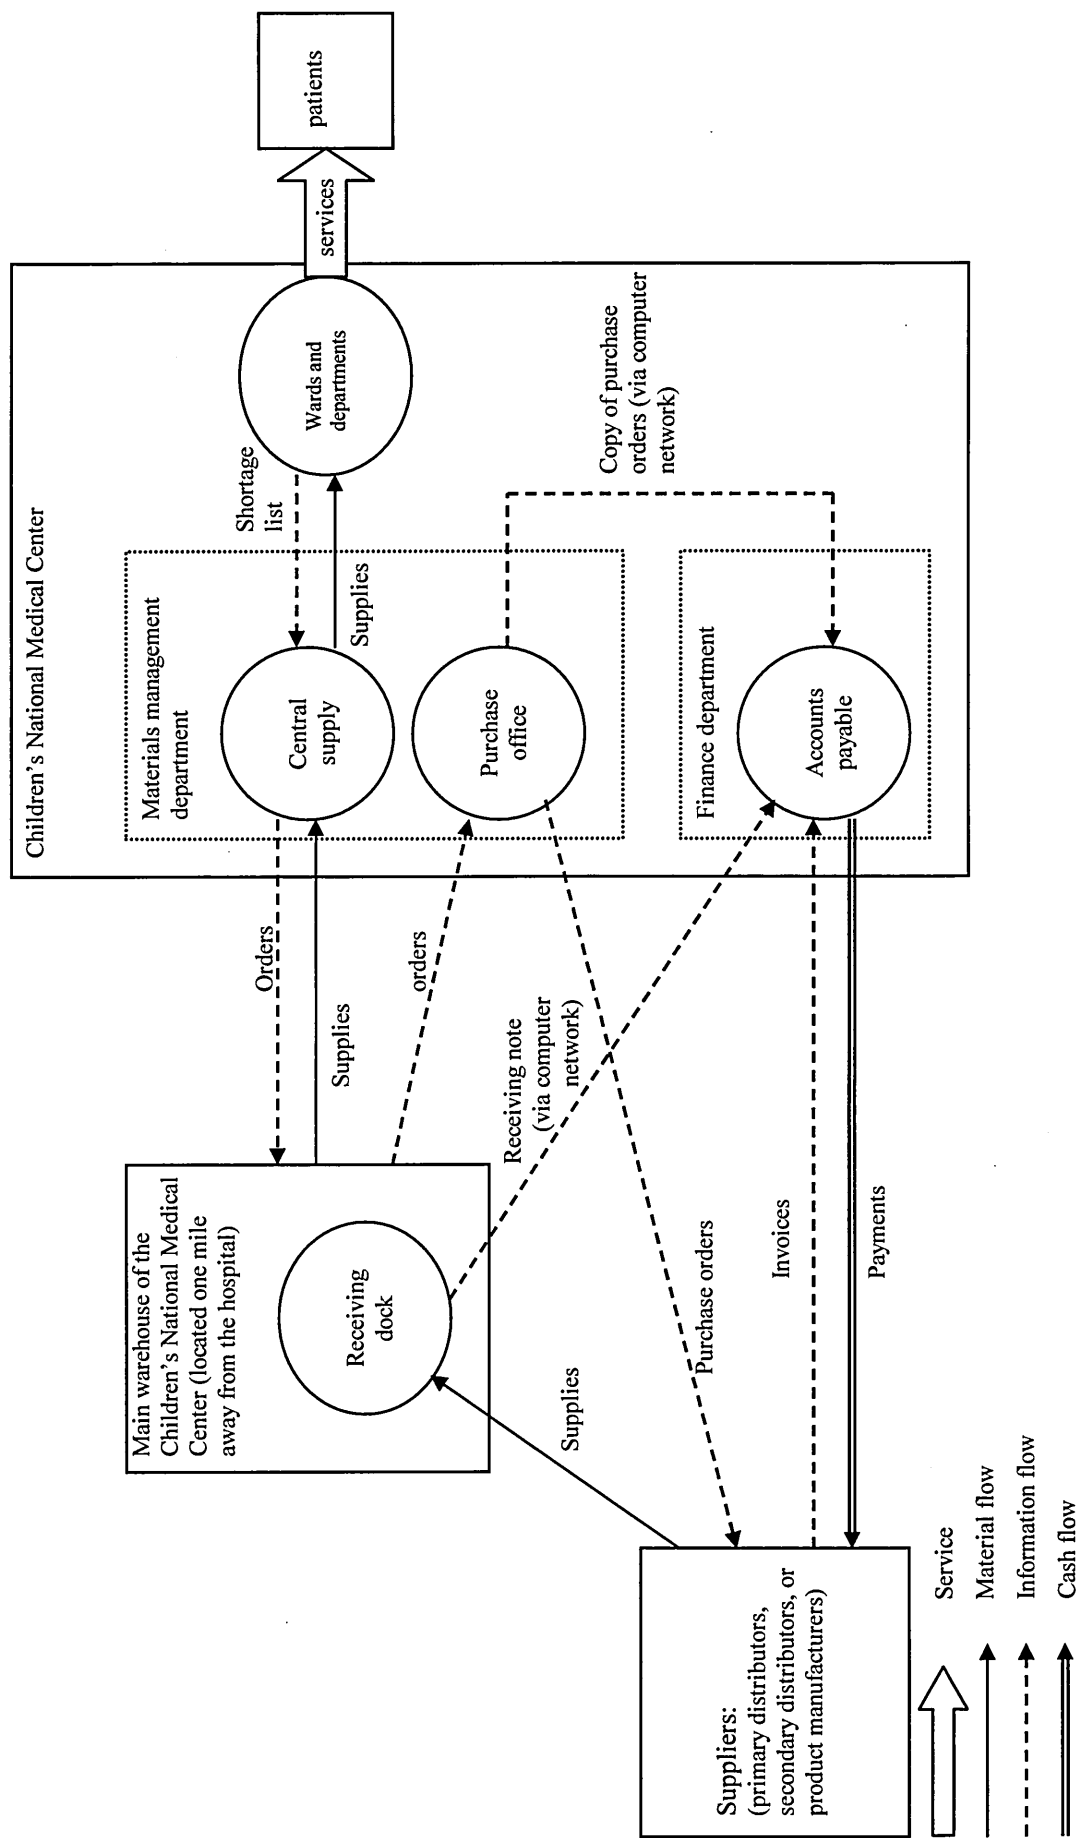 Children's National Medical Center
Main warehouse of the
Children's National Medical
Center (located one mile
away from the hospital)
Receiving
dock
Orders
Supplies
orders
Materials management
department
Central
supply
Purchase
office
Shortage
list
Supplies
Wards and
departments
services
patients
Copy of purchase
orders (via computer
network)
Receiving note
(via computer
network)
Finance department
Accounts
payable
Supplies
Purchase orders
Invoices
Payments
Suppliers:
(primary distributors,
secondary distributors, or
product manufacturers)
Service
Material flow
Information flow
Cash flow